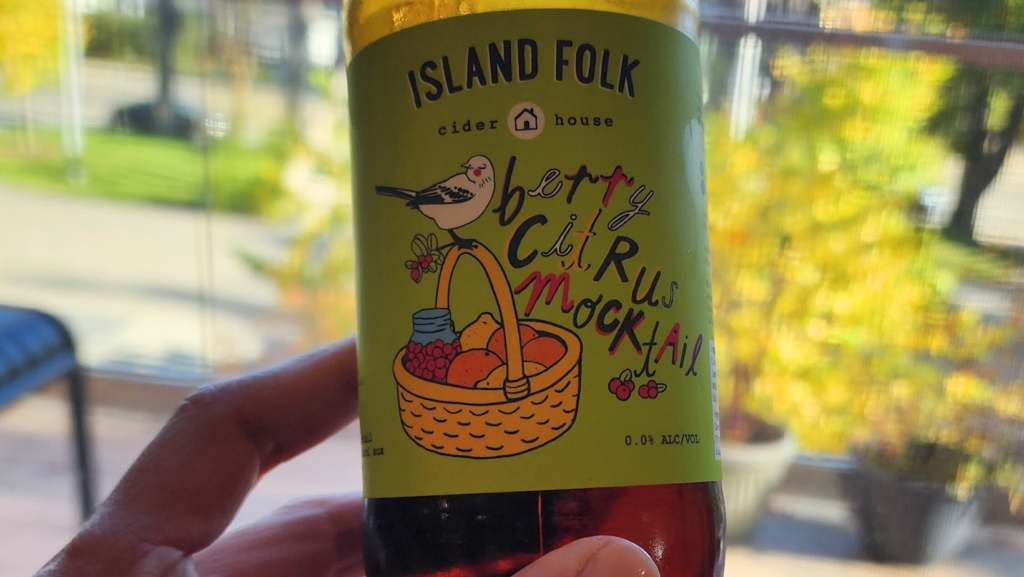 ISLAND FOLK
cider house
berry
CitRus
mocKtAil
0.0% ALC/VOL